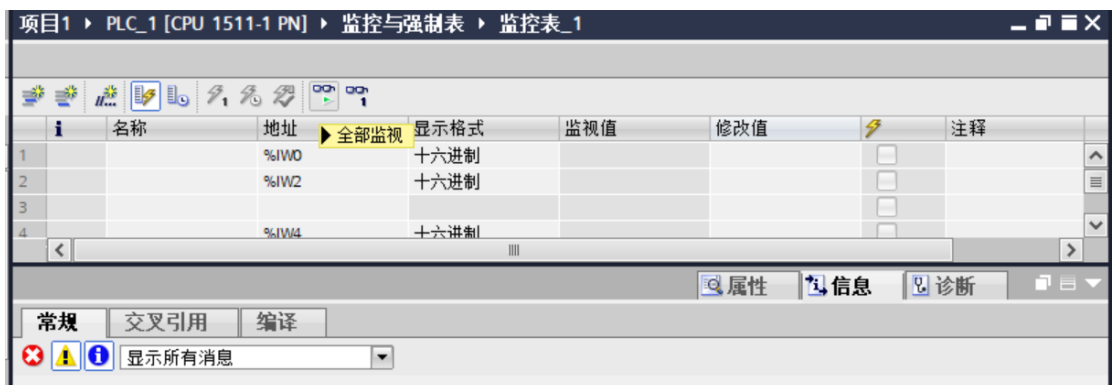 项目1 ▸ PLC_1 [CPU 1511-1 PN] ▸ 监控与强制表 ▸ 监控表_1
i 名称 地址 显示格式 监视值 修改值 注释
全部监视
1 %IW0 十六进制
2 %IW2 十六进制
3
4 %IW4 十六进制
属性 信息 诊断
常规 交叉引用 编译
显示所有消息